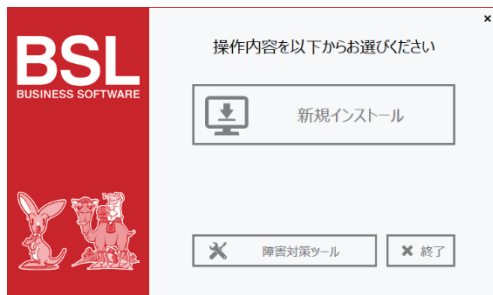 BSL
BUSINESS SOFTWARE
操作内容を以下からお選びください
新規インストール
障害対策ツール
終了